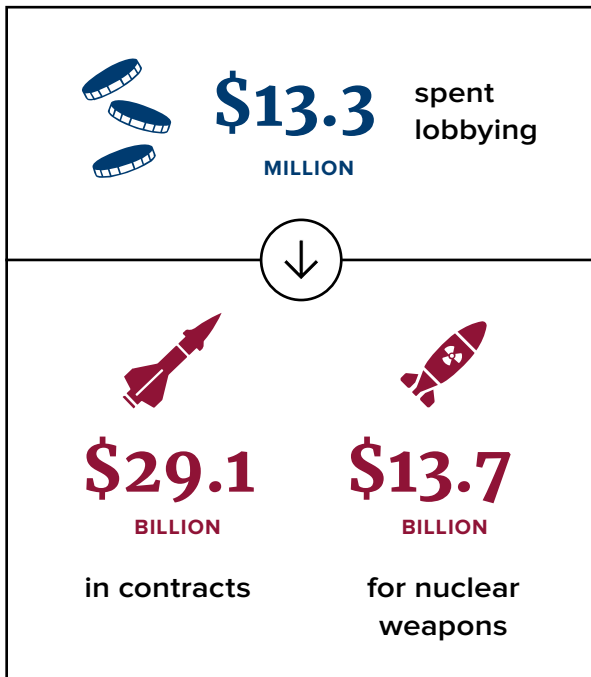 $13.3
MILLION
spent
lobbying
$29.1
BILLION
in contracts
$13.7
BILLION
for nuclear
weapons